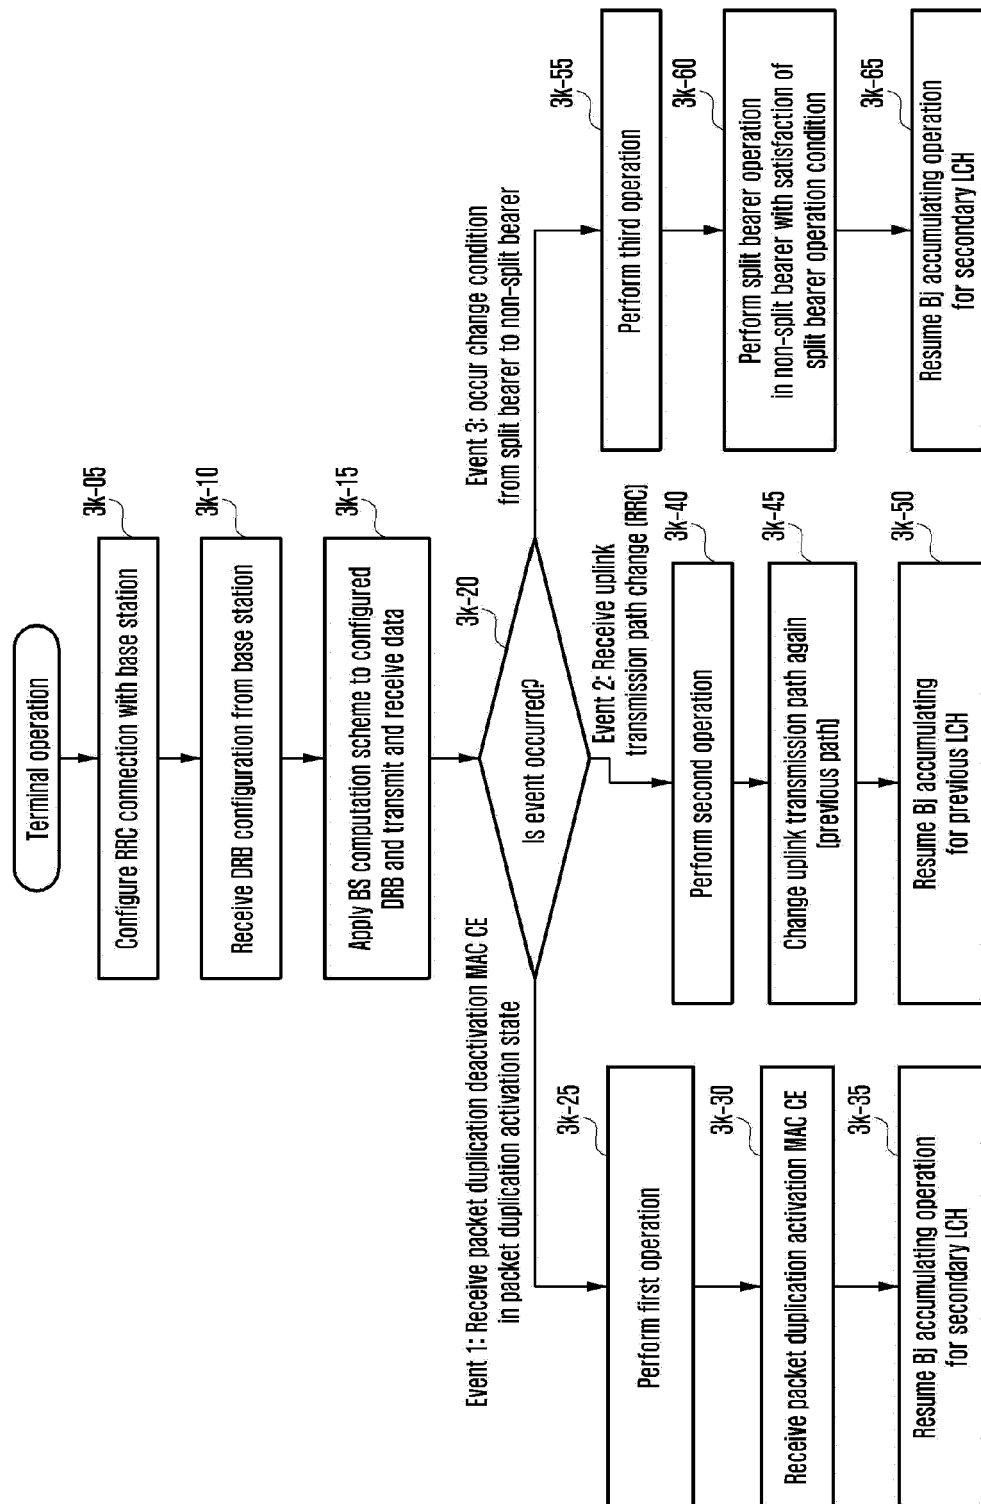 Terminal operation
3k-05
Configure RRC connection with base station
3k-10
Receive DRB configuration from base station
3k-15
Apply BS computation scheme to configured
DRB and transmit and receive data
3k-20
Is event occurred?
Event 1: Receive packet duplication deactivation MAC CE
in packet duplication activation state
3k-25
Perform first operation
3k-30
Receive packet duplication activation MAC CE
3k-35
Resume Bj accumulating operation
for secondary LCH
Event 2: Receive uplink
transmission path change (RRC)
3k-40
Perform second operation
3k-45
Change uplink transmission path again
(previous path)
3k-50
Resume Bj accumulating
for previous LCH
Event 3: occur change condition
from split bearer to non-split bearer
3k-55
Perform third operation
3k-60
Perform split bearer operation
in non-split bearer with satisfaction of
split bearer operation condition
3k-65
Resume Bj accumulating operation
for secondary LCH